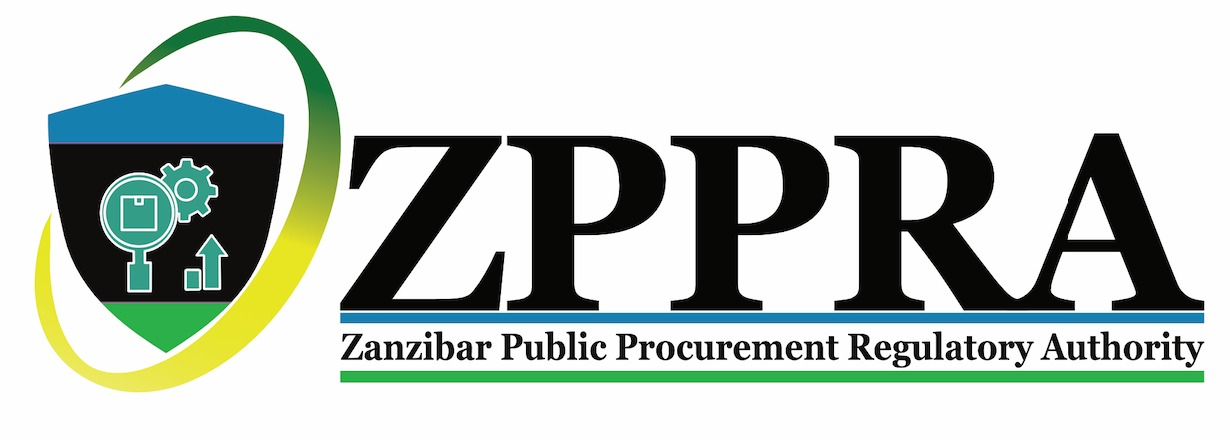 ZPPRA
Zanzibar Public Procurement Regulatory Authority